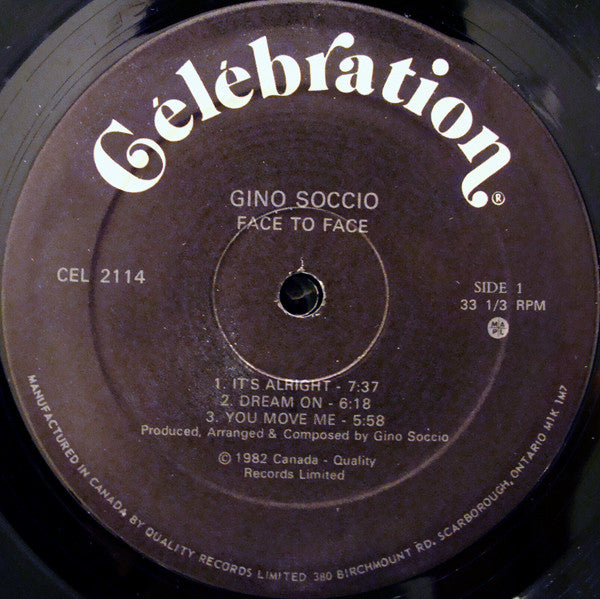 Célébration®
GINO SOCCIO
FACE TO FACE
CEL 2114
SIDE 1
33 1/3 RPM
MAPL
1. IT'S ALRIGHT - 7:37
2. DREAM ON - 6:18
3. YOU MOVE ME - 5:58
Produced, Arranged & Composed by Gino Soccio
© 1982 Canada - Quality
Records Limited
MANUFACTURED IN CANADA BY QUALITY RECORDS LIMITED 380 BIRCHMOUNT RD. SCARBOROUGH, ONTARIO M1K 1M7